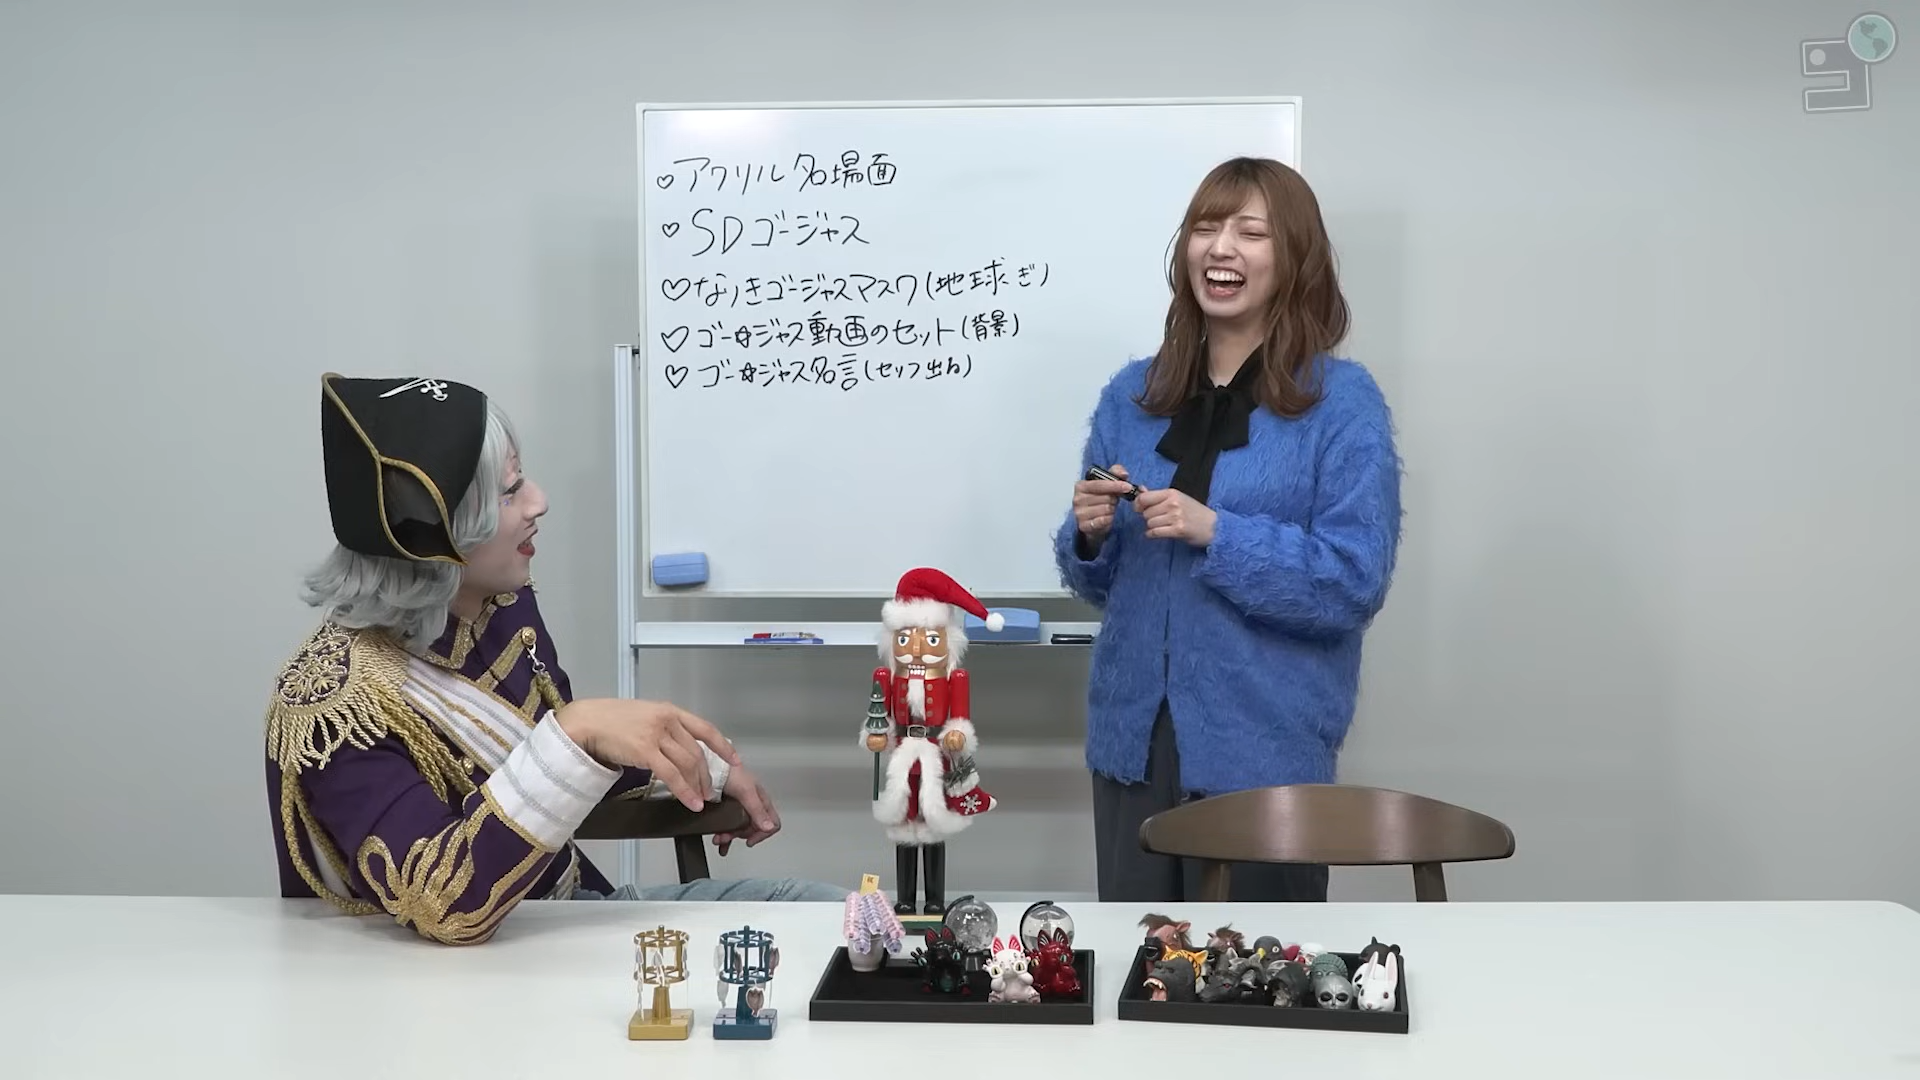 ♡アクリル名場面
♡SDゴージャス
♡なりきゴージャスマスク(地球ぎ)
♡ゴー☆ジャス動画のセット(背景)
♡ゴー☆ジャス名言(セリフ出る)